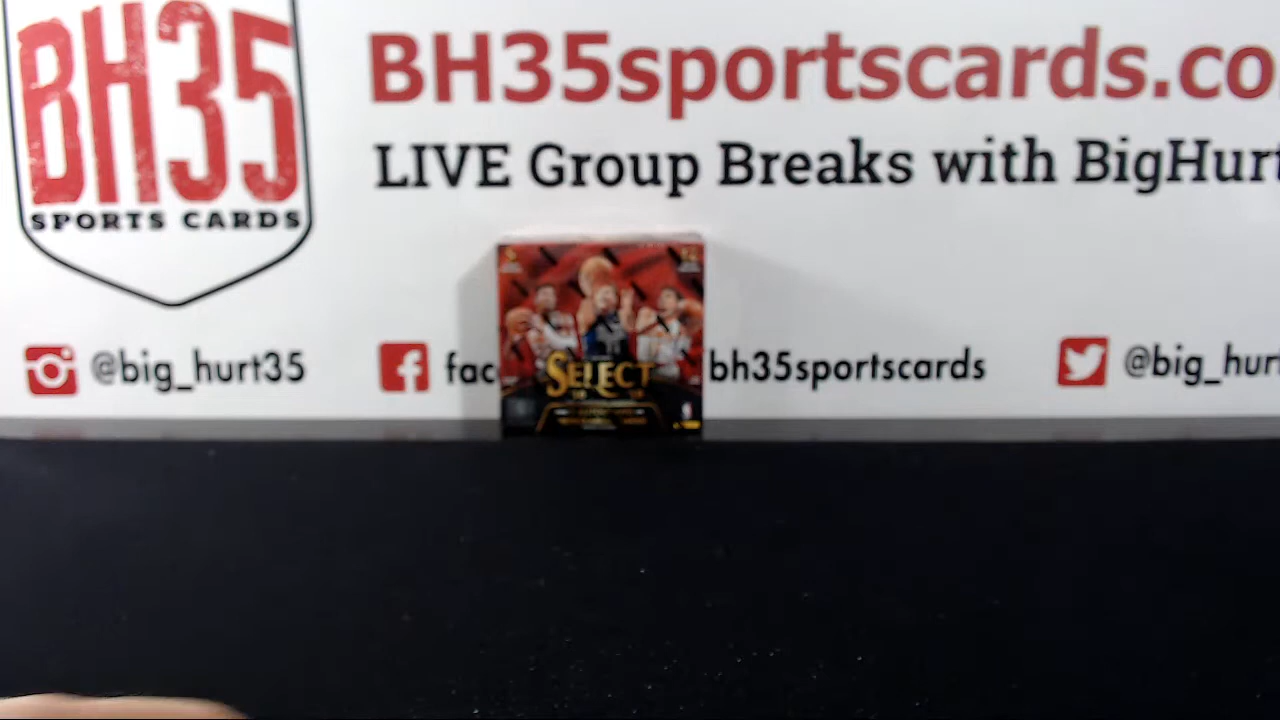 BH35
SPORTS CARDS
BH35sportscards.co
LIVE Group Breaks with BigHurt
@big_hurt35
fac
bh35sportscards
@big_hur
SELECT